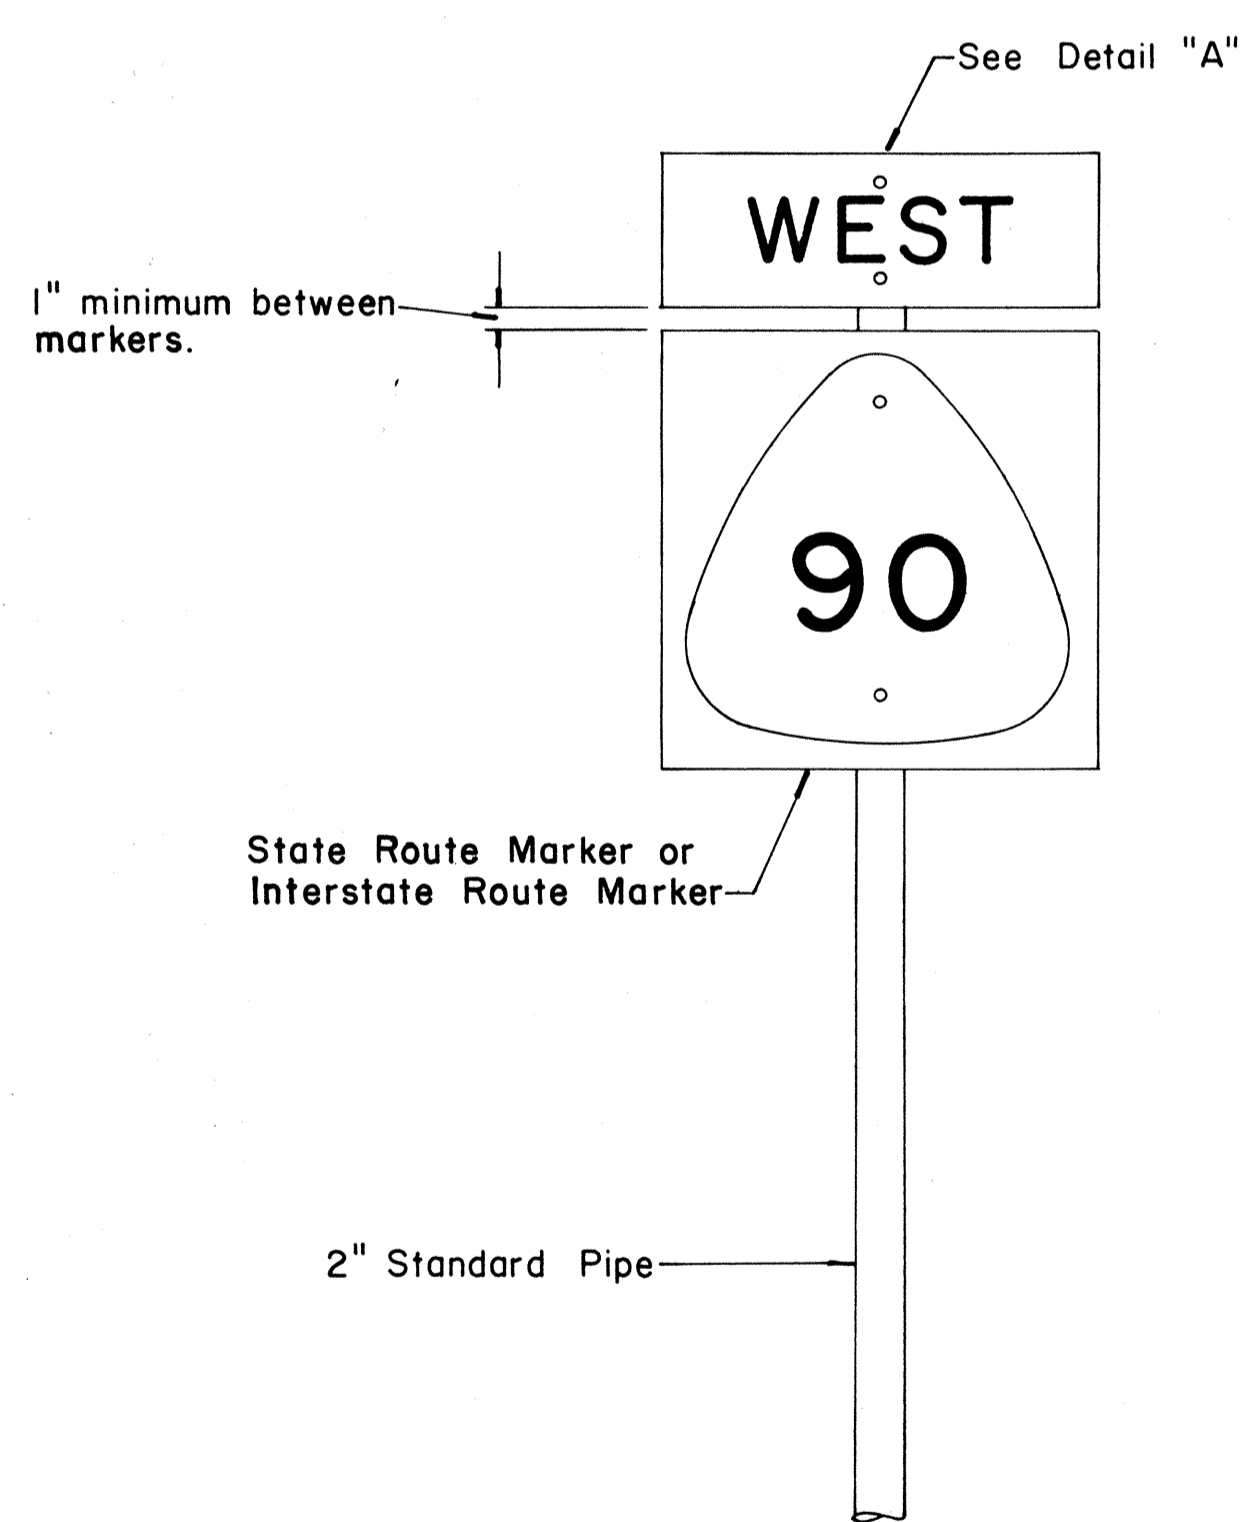 See Detail "A"
WEST
1" minimum between
markers.
90
State Route Marker or
Interstate Route Marker
2" Standard Pipe